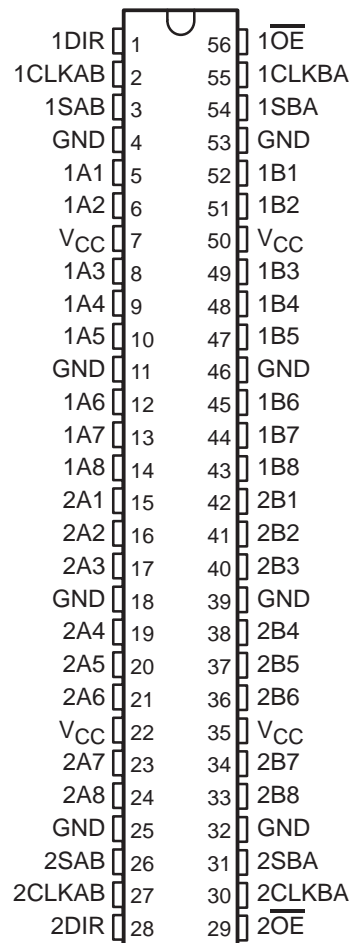 1DIR 1 56 1O̅E̅
1CLKAB 2 55 1CLKBA
1SAB 3 54 1SBA
GND 4 53 GND
1A1 5 52 1B1
1A2 6 51 1B2
VCC 7 50 VCC
1A3 8 49 1B3
1A4 9 48 1B4
1A5 10 47 1B5
GND 11 46 GND
1A6 12 45 1B6
1A7 13 44 1B7
1A8 14 43 1B8
2A1 15 42 2B1
2A2 16 41 2B2
2A3 17 40 2B3
GND 18 39 GND
2A4 19 38 2B4
2A5 20 37 2B5
2A6 21 36 2B6
VCC 22 35 VCC
2A7 23 34 2B7
2A8 24 33 2B8
GND 25 32 GND
2SAB 26 31 2SBA
2CLKAB 27 30 2CLKBA
2DIR 28 29 2O̅E̅